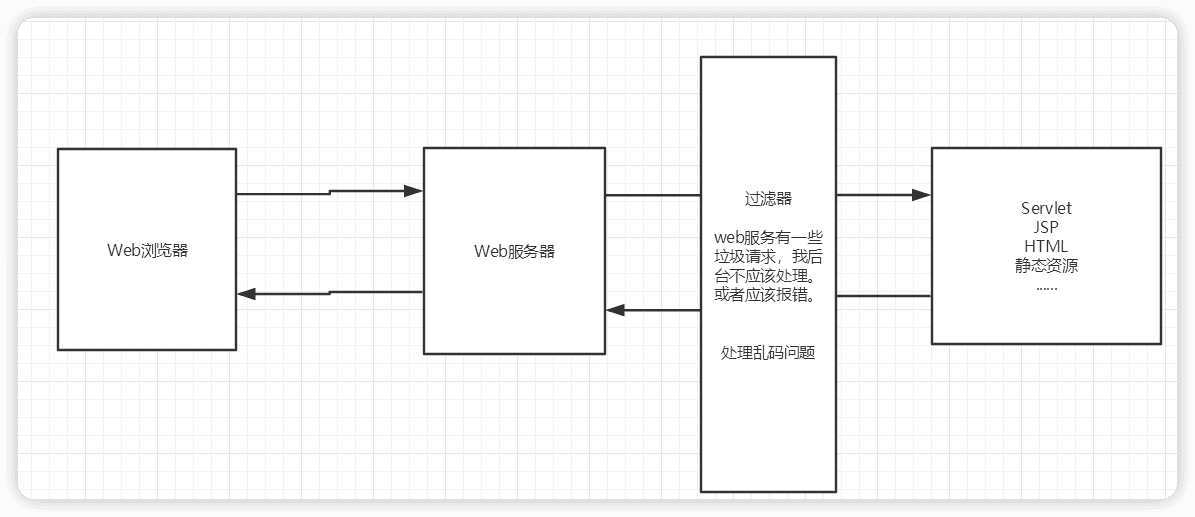 Web浏览器
Web服务器
过滤器
web服务有一些
垃圾请求，我后
台不应该处理。
或者应该报错。
处理乱码问题
Servlet
JSP
HTML
静态资源
......